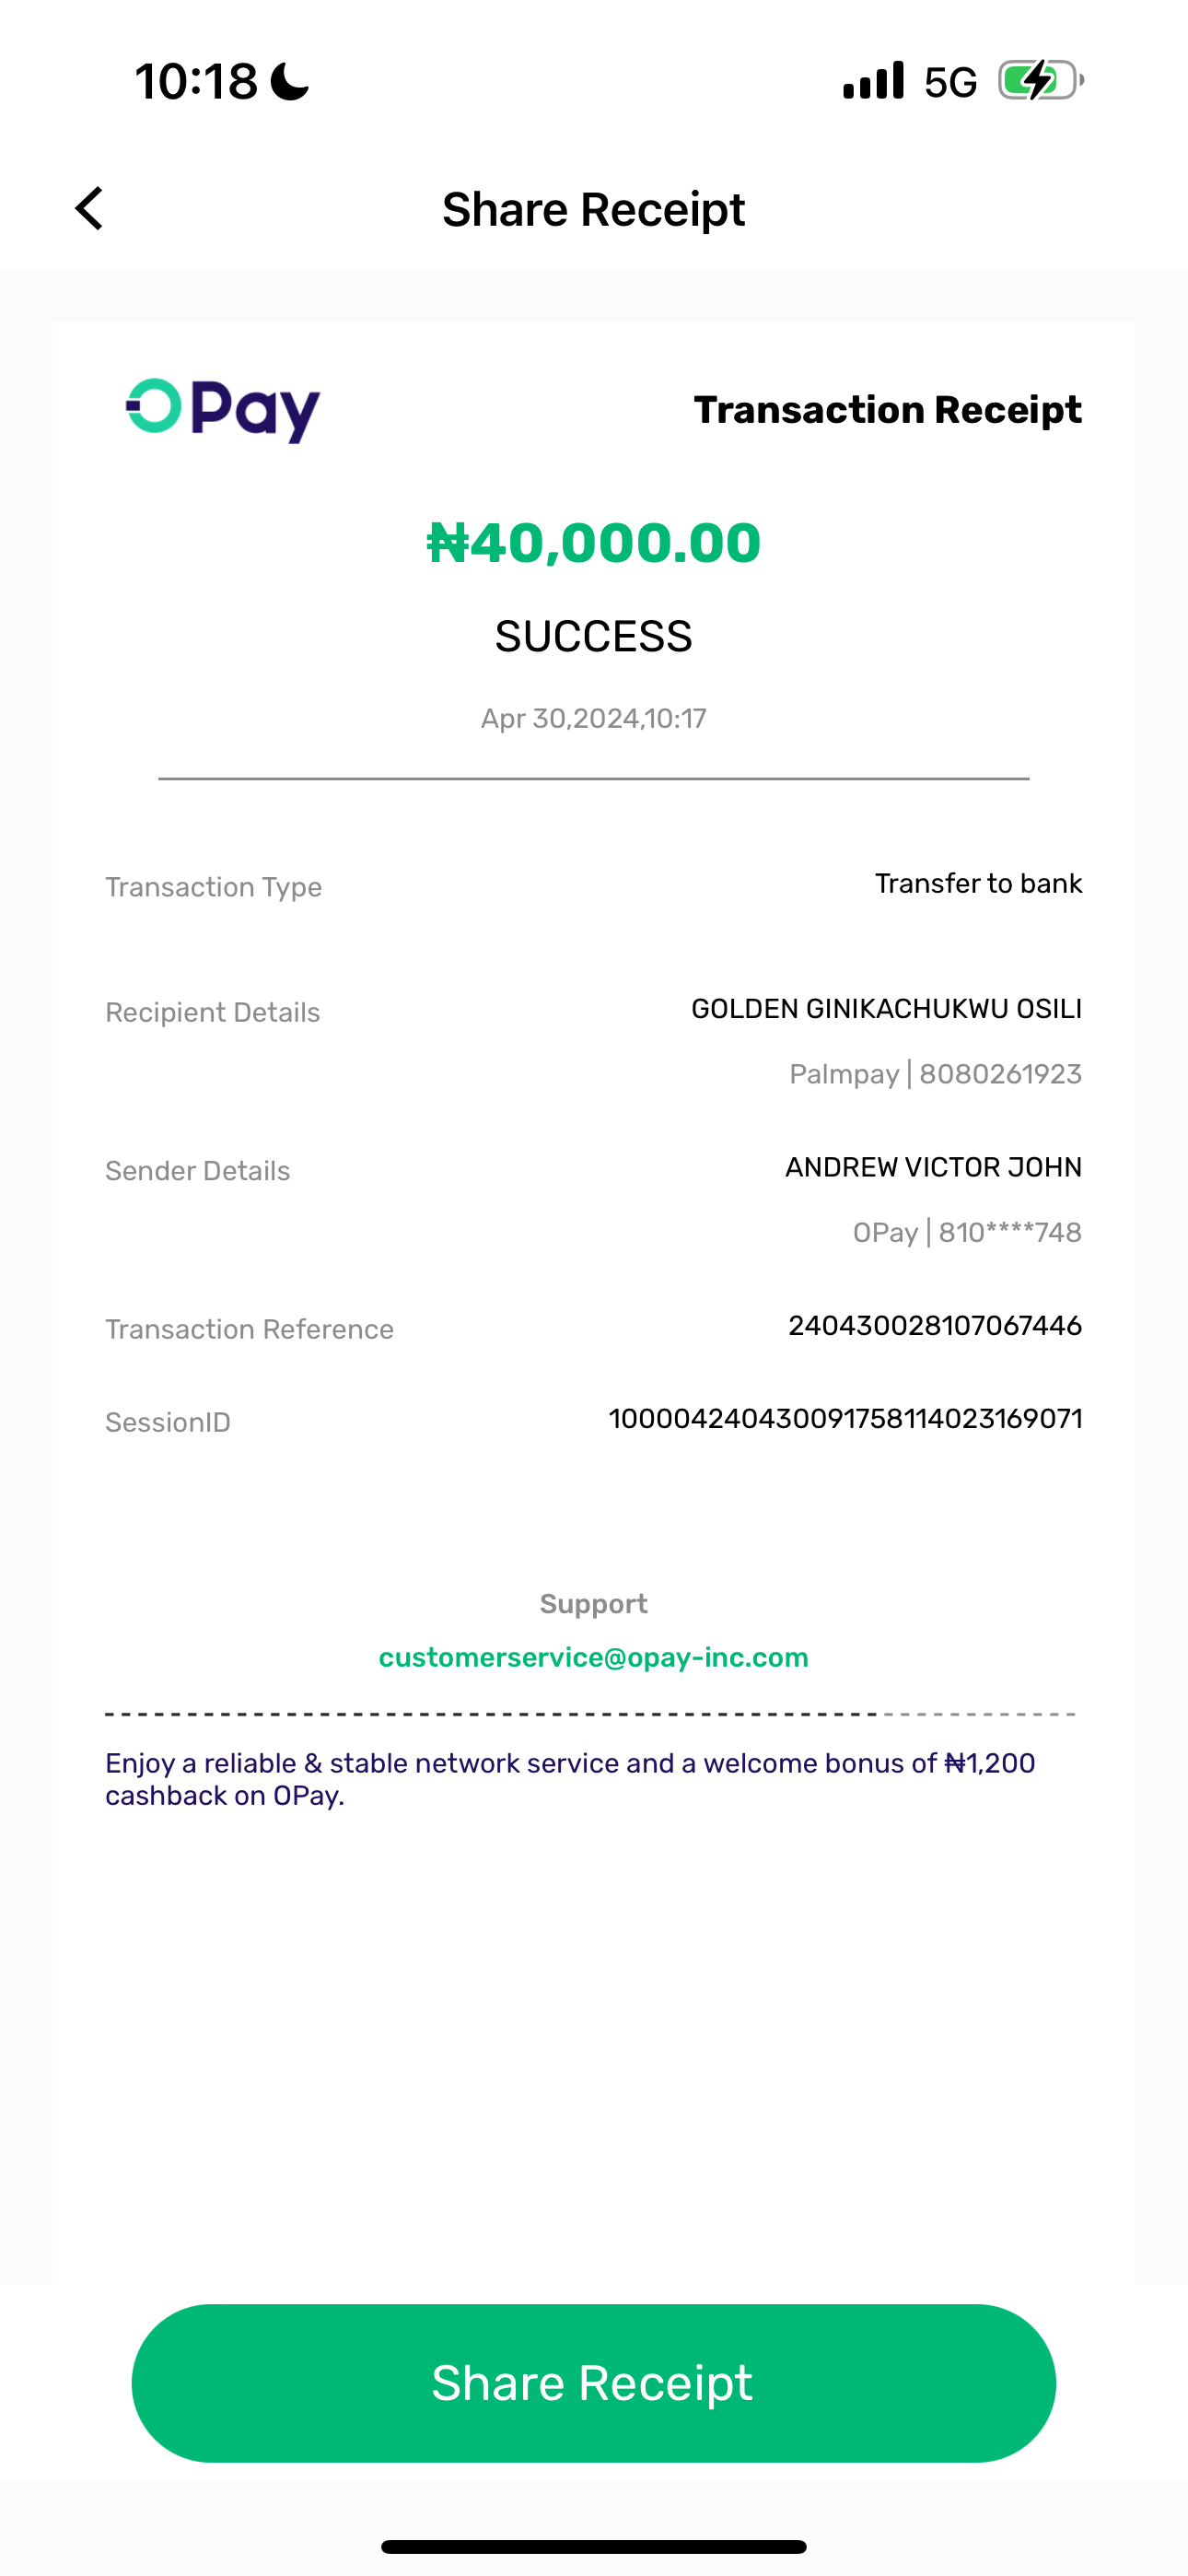 10:18
5G
Share Receipt
OPay
Transaction Receipt
₦40,000.00
SUCCESS
Apr 30,2024,10:17
Transaction Type
Transfer to bank
Recipient Details
GOLDEN GINIKACHUKWU OSILI
Palmpay | 8080261923
Sender Details
ANDREW VICTOR JOHN
OPay | 810****748
Transaction Reference
240430028107067446
SessionID
100004240430091758114023169071
Support
customerservice@opay-inc.com
Enjoy a reliable & stable network service and a welcome bonus of ₦1,200
cashback on OPay.
Share Receipt